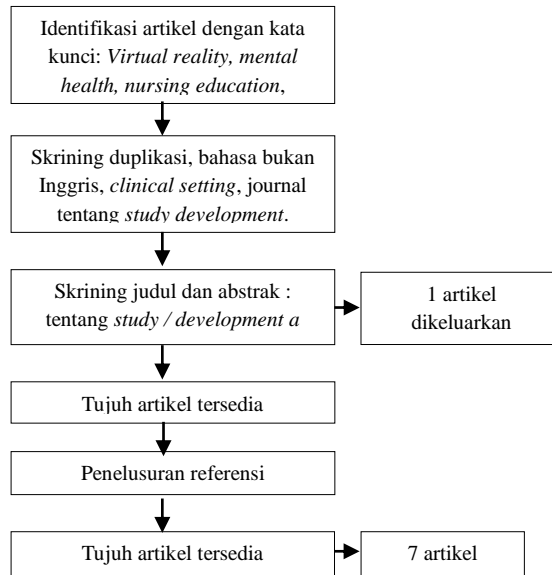 Identifikasi artikel dengan kata
kunci: Virtual reality, mental
health, nursing education,
Skrining duplikasi, bahasa bukan
Inggris, clinical setting, journal
tentang study development.
Skrining judul dan abstrak :
tentang study / development a
1 artikel
dikeluarkan
Tujuh artikel tersedia
Penelusuran referensi
Tujuh artikel tersedia
7 artikel